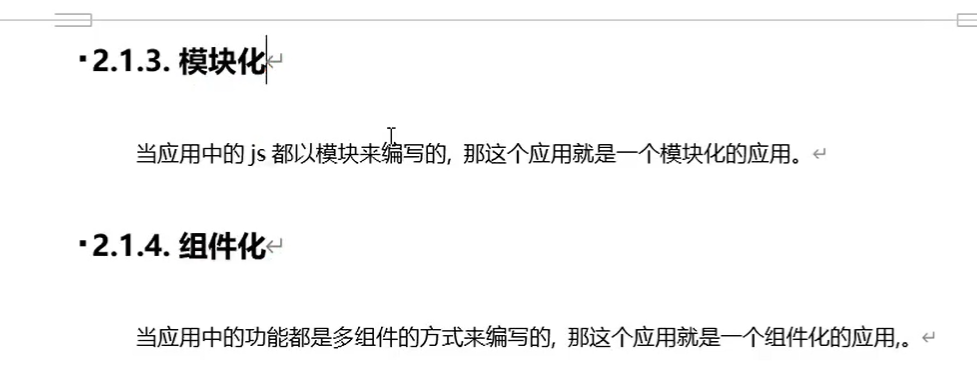 2.1.3. 模块化
当应用中的 js 都以模块来编写的, 那这个应用就是一个模块化的应用。
2.1.4. 组件化
当应用中的功能都是多组件的方式来编写的, 那这个应用就是一个组件化的应用,。